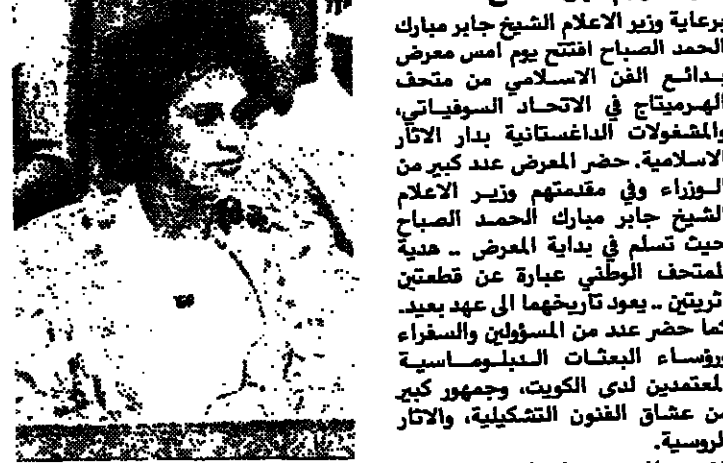 برعاية وزير الاعلام الشيخ جابر مبارك
الحمد الصباح افتتح يوم امس معرض
بدائع الفن الاسلامي من متحف
الهرميتاج في الاتحاد السوفياتي،
والمشغولات الداغستانية بدار الاثار
الاسلامية. حضر المعرض عدد كبير من
الوزراء وفي مقدمتهم وزير الاعلام
الشيخ جابر مبارك الحمد الصباح
حيث تسلم في بداية المعرض .. هدية
للمتحف الوطني عبارة عن قطعتين
اثريتين .. يعود تاريخهما الى عهد بعيد.
كما حضر عدد من المسؤولين والسفراء
ورؤساء البعثات الدبلوماسية
المعتمدين لدى الكويت، وجمهور كبير
من عشاق الفنون التشكيلية، والاثار
الروسية.